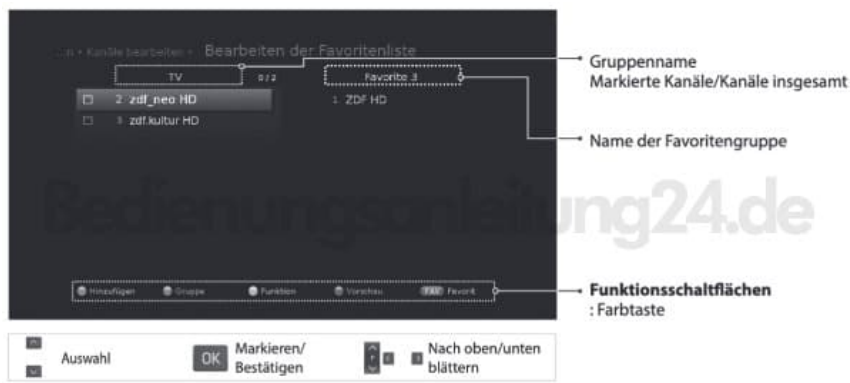 ...n • Kanäle bearbeiten • Bearbeiten der Favoritenliste
TV 0/2 Favorite 3
2 zdf_neo HD
3 zdf.kultur HD
1 ZDF HD
Gruppenname
Markierte Kanäle/Kanäle insgesamt
Name der Favoritengruppe
Bedienungsanleitung24.de
Hinzufügen Gruppe Funktion Vorschau FAV Favorit
Funktionsschaltflächen
: Farbtaste
Auswahl
OK Markieren/
Bestätigen
P
Nach oben/unten
blättern